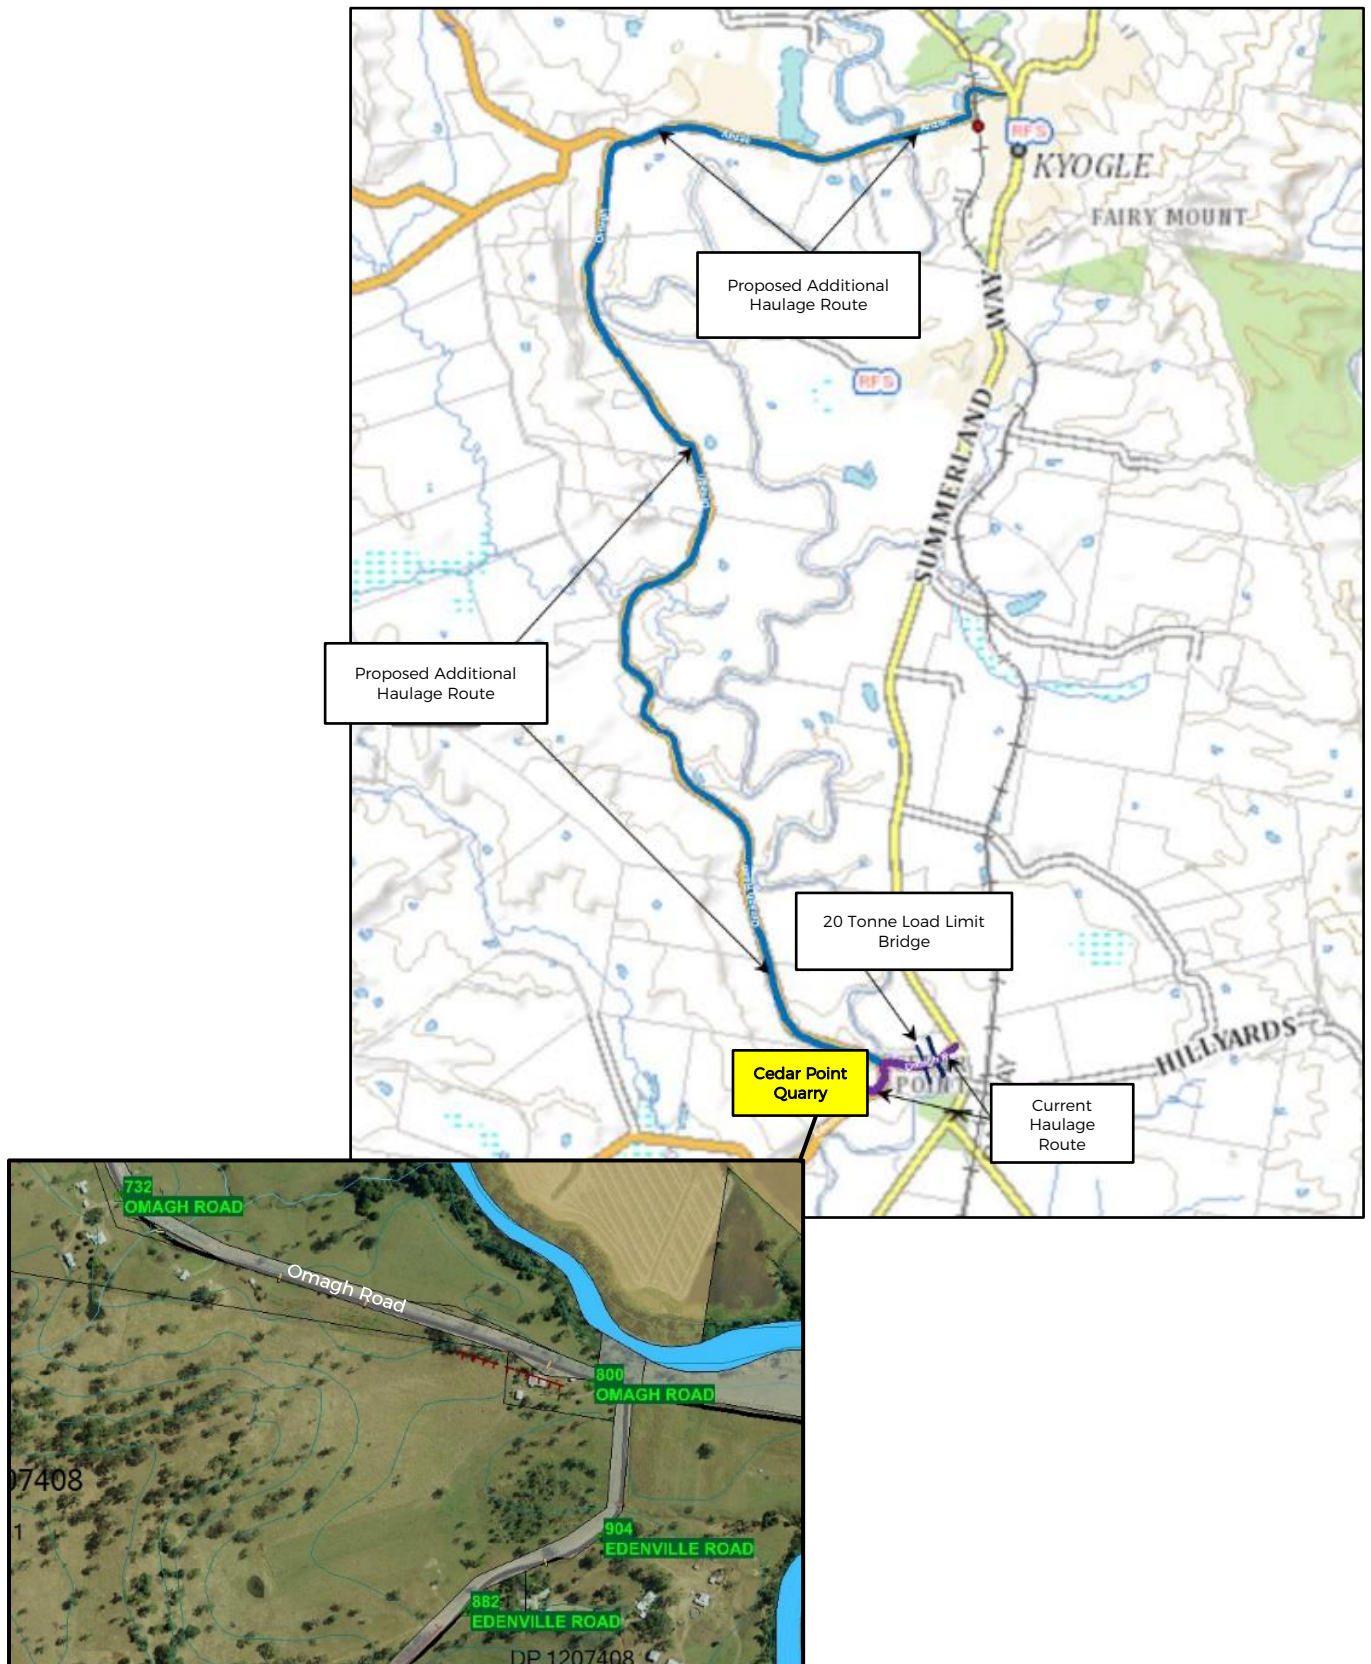 RFS
KYOGLE
FAIRY MOUNT
Proposed Additional
Haulage Route
WAY
RFS
SUMMERLAND
Proposed Additional
Haulage Route
20 Tonne Load Limit
Bridge
HILLYARDS
Cedar Point
Quarry
POINT
Current
Haulage
Route
732
OMAGH ROAD
Omagh Road
800
OMAGH ROAD
07408
1
904
EDENVILLE ROAD
882
EDENVILLE ROAD
DP 1207408